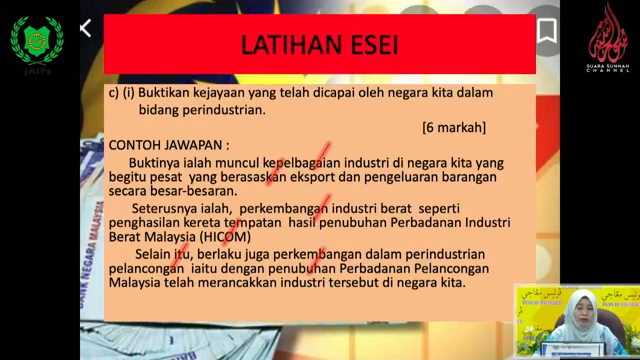 LATIHAN ESEI
c) (i) Buktikan kejayaan yang telah dicapai oleh negara kita dalam
bidang perindustrian.
[6 markah]
CONTOH JAWAPAN :
Buktinya ialah muncul kepelbagaian industri di negara kita yang
begitu pesat yang berasaskan eksport dan pengeluaran barangan
secara besar-besaran.
Seterusnya ialah, perkembangan industri berat seperti
penghasilan kereta tempatan hasil penubuhan Perbadanan Industri
Berat Malaysia (HICOM)
Selain itu, berlaku juga perkembangan dalam perindustrian
pelancongan iaitu dengan penubuhan Perbadanan Pelancongan
Malaysia telah merancakkan industri tersebut di negara kita.
JAIPs
SUARA SUNNAH
CHANNEL
BANK NEGARA MALAYSIA